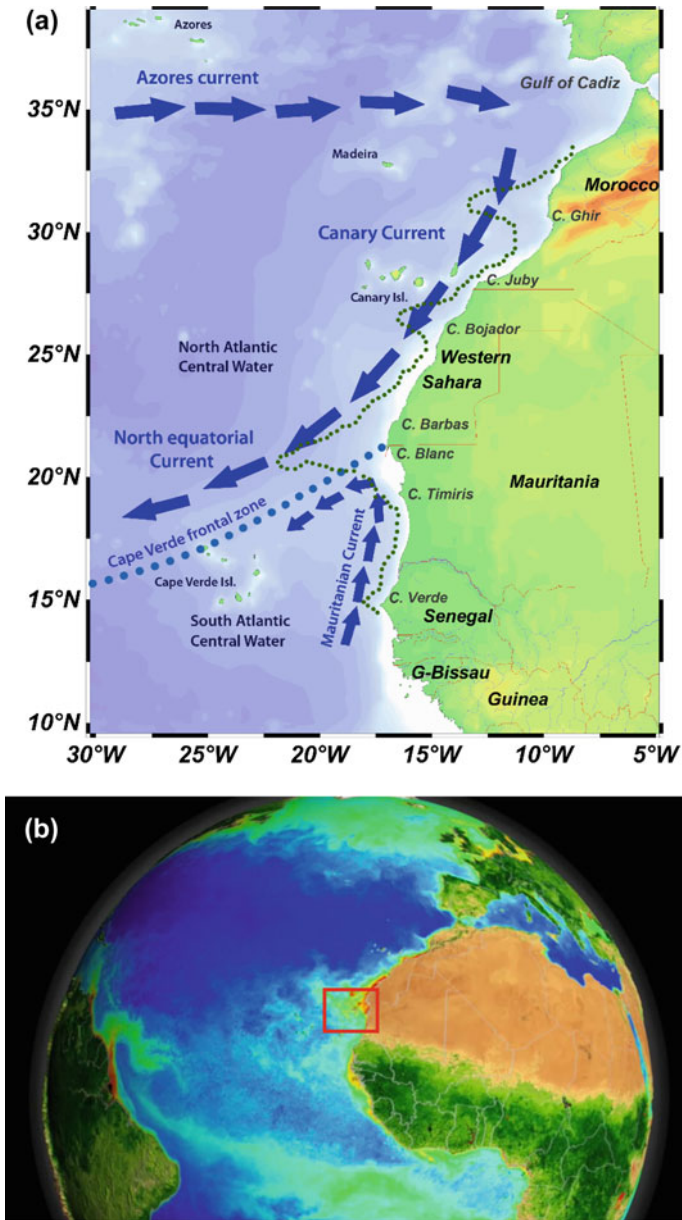 (a)
Azores
Azores current
Gulf of Cadiz
35°N
Madeira
Morocco
C. Ghir
30°N
Canary Current
C. Juby
Canary Isl.
C. Bojador
North Atlantic
Central Water
25°N
Western
Sahara
C. Barbas
North equatorial
Current
C. Blanc
20°N
Mauritania
C. Timiris
Cape Verde frontal zone
Mauritanian Current
Cape Verde Isl.
C. Verde
15°N
Senegal
South Atlantic
Central Water
G-Bissau
Guinea
10°N
30°W 25°W 20°W 15°W 10°W 5°W
(b)